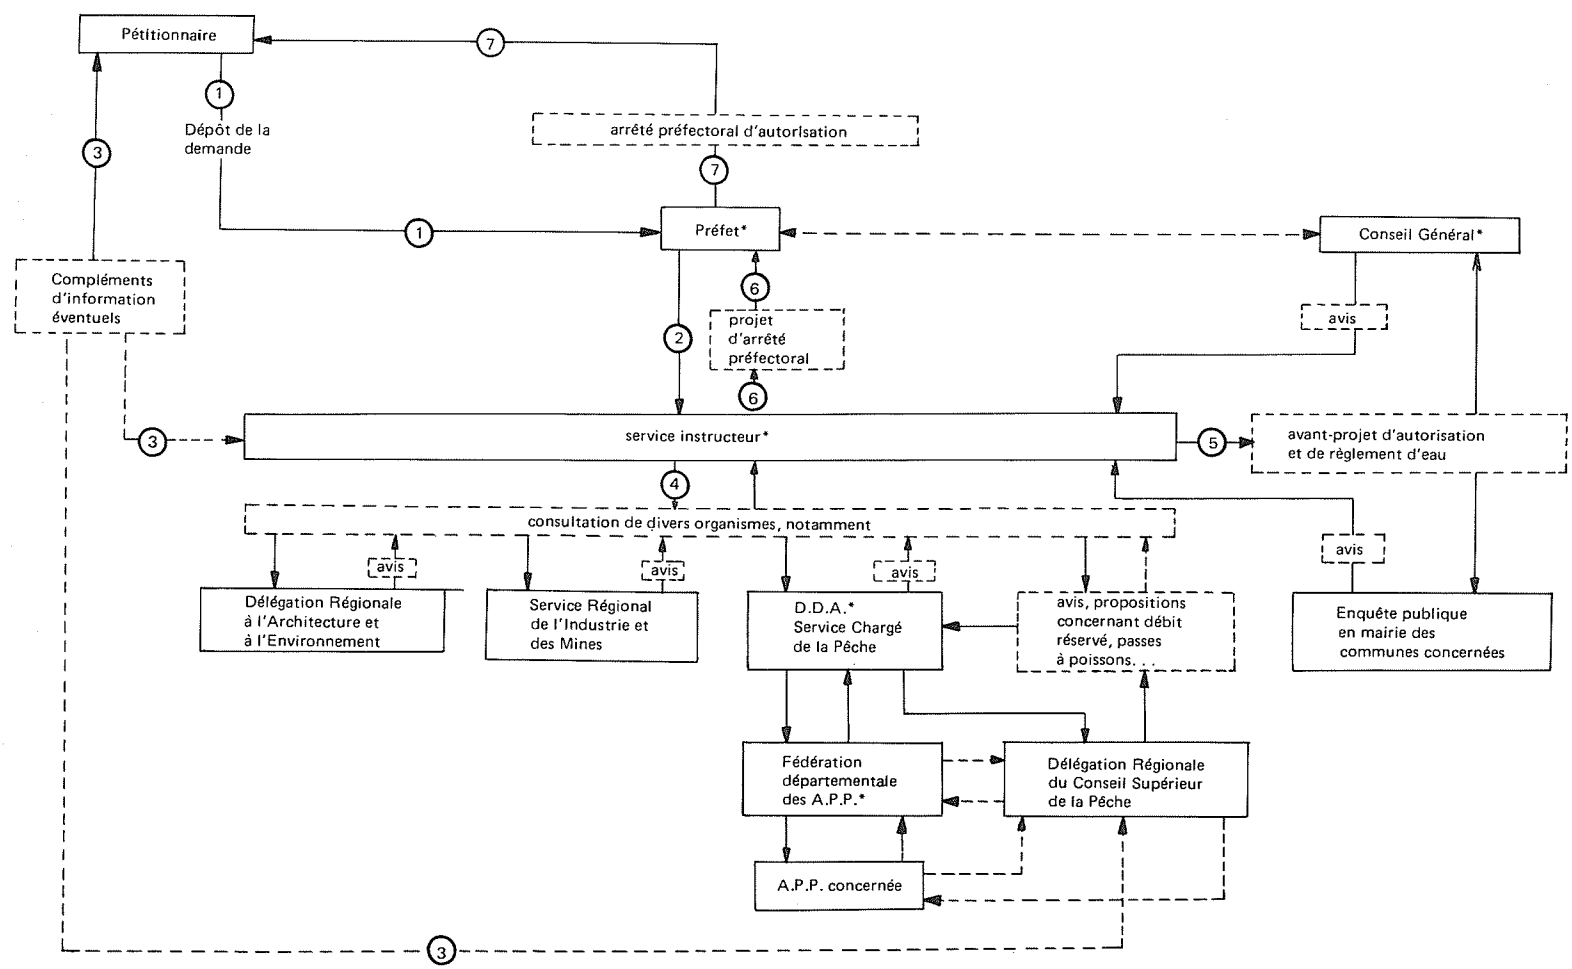 Pétitionnaire
7
1
Dépôt de la
demande
3
arrêté préfectoral d'autorisation
7
1
Préfet*
Conseil Général*
Compléments
d'information
éventuels
6
2
projet
d'arrêté
préfectoral
avis
6
3
service instructeur*
5
avant-projet d'autorisation
et de règlement d'eau
4
consultation de divers organismes, notamment
avis
avis
avis
avis
Délégation Régionale
à l'Architecture et
à l'Environnement
Service Régional
de l'Industrie et
des Mines
D.D.A.*
Service Chargé
de la Pêche
avis, propositions
concernant débit
réservé, passes
à poissons. . .
Enquête publique
en mairie des
communes concernées
Fédération
départementale
des A.P.P.*
Délégation Régionale
du Conseil Supérieur
de la Pêche
A.P.P. concernée
3